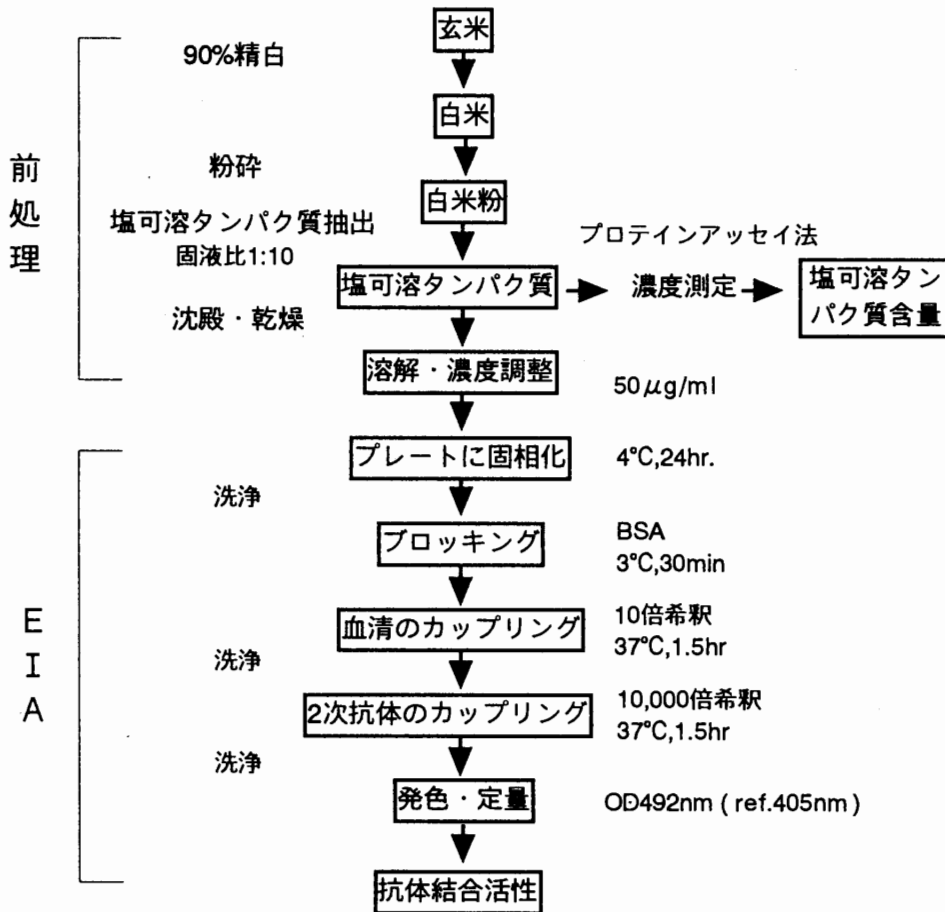 玄米
90%精白
白米
粉砕
白米粉
塩可溶タンパク質抽出
固液比1:10
プロテインアッセイ法
塩可溶タンパク質
濃度測定
塩可溶タン
パク質含量
沈殿・乾燥
溶解・濃度調整
50μg/ml
前処理
プレートに固相化
4°C,24hr.
洗浄
ブロッキング
BSA
3°C,30min
血清のカップリング
10倍希釈
37°C,1.5hr
洗浄
2次抗体のカップリング
10,000倍希釈
37°C,1.5hr
洗浄
発色・定量
OD492nm ( ref.405nm )
抗体結合活性
EIA